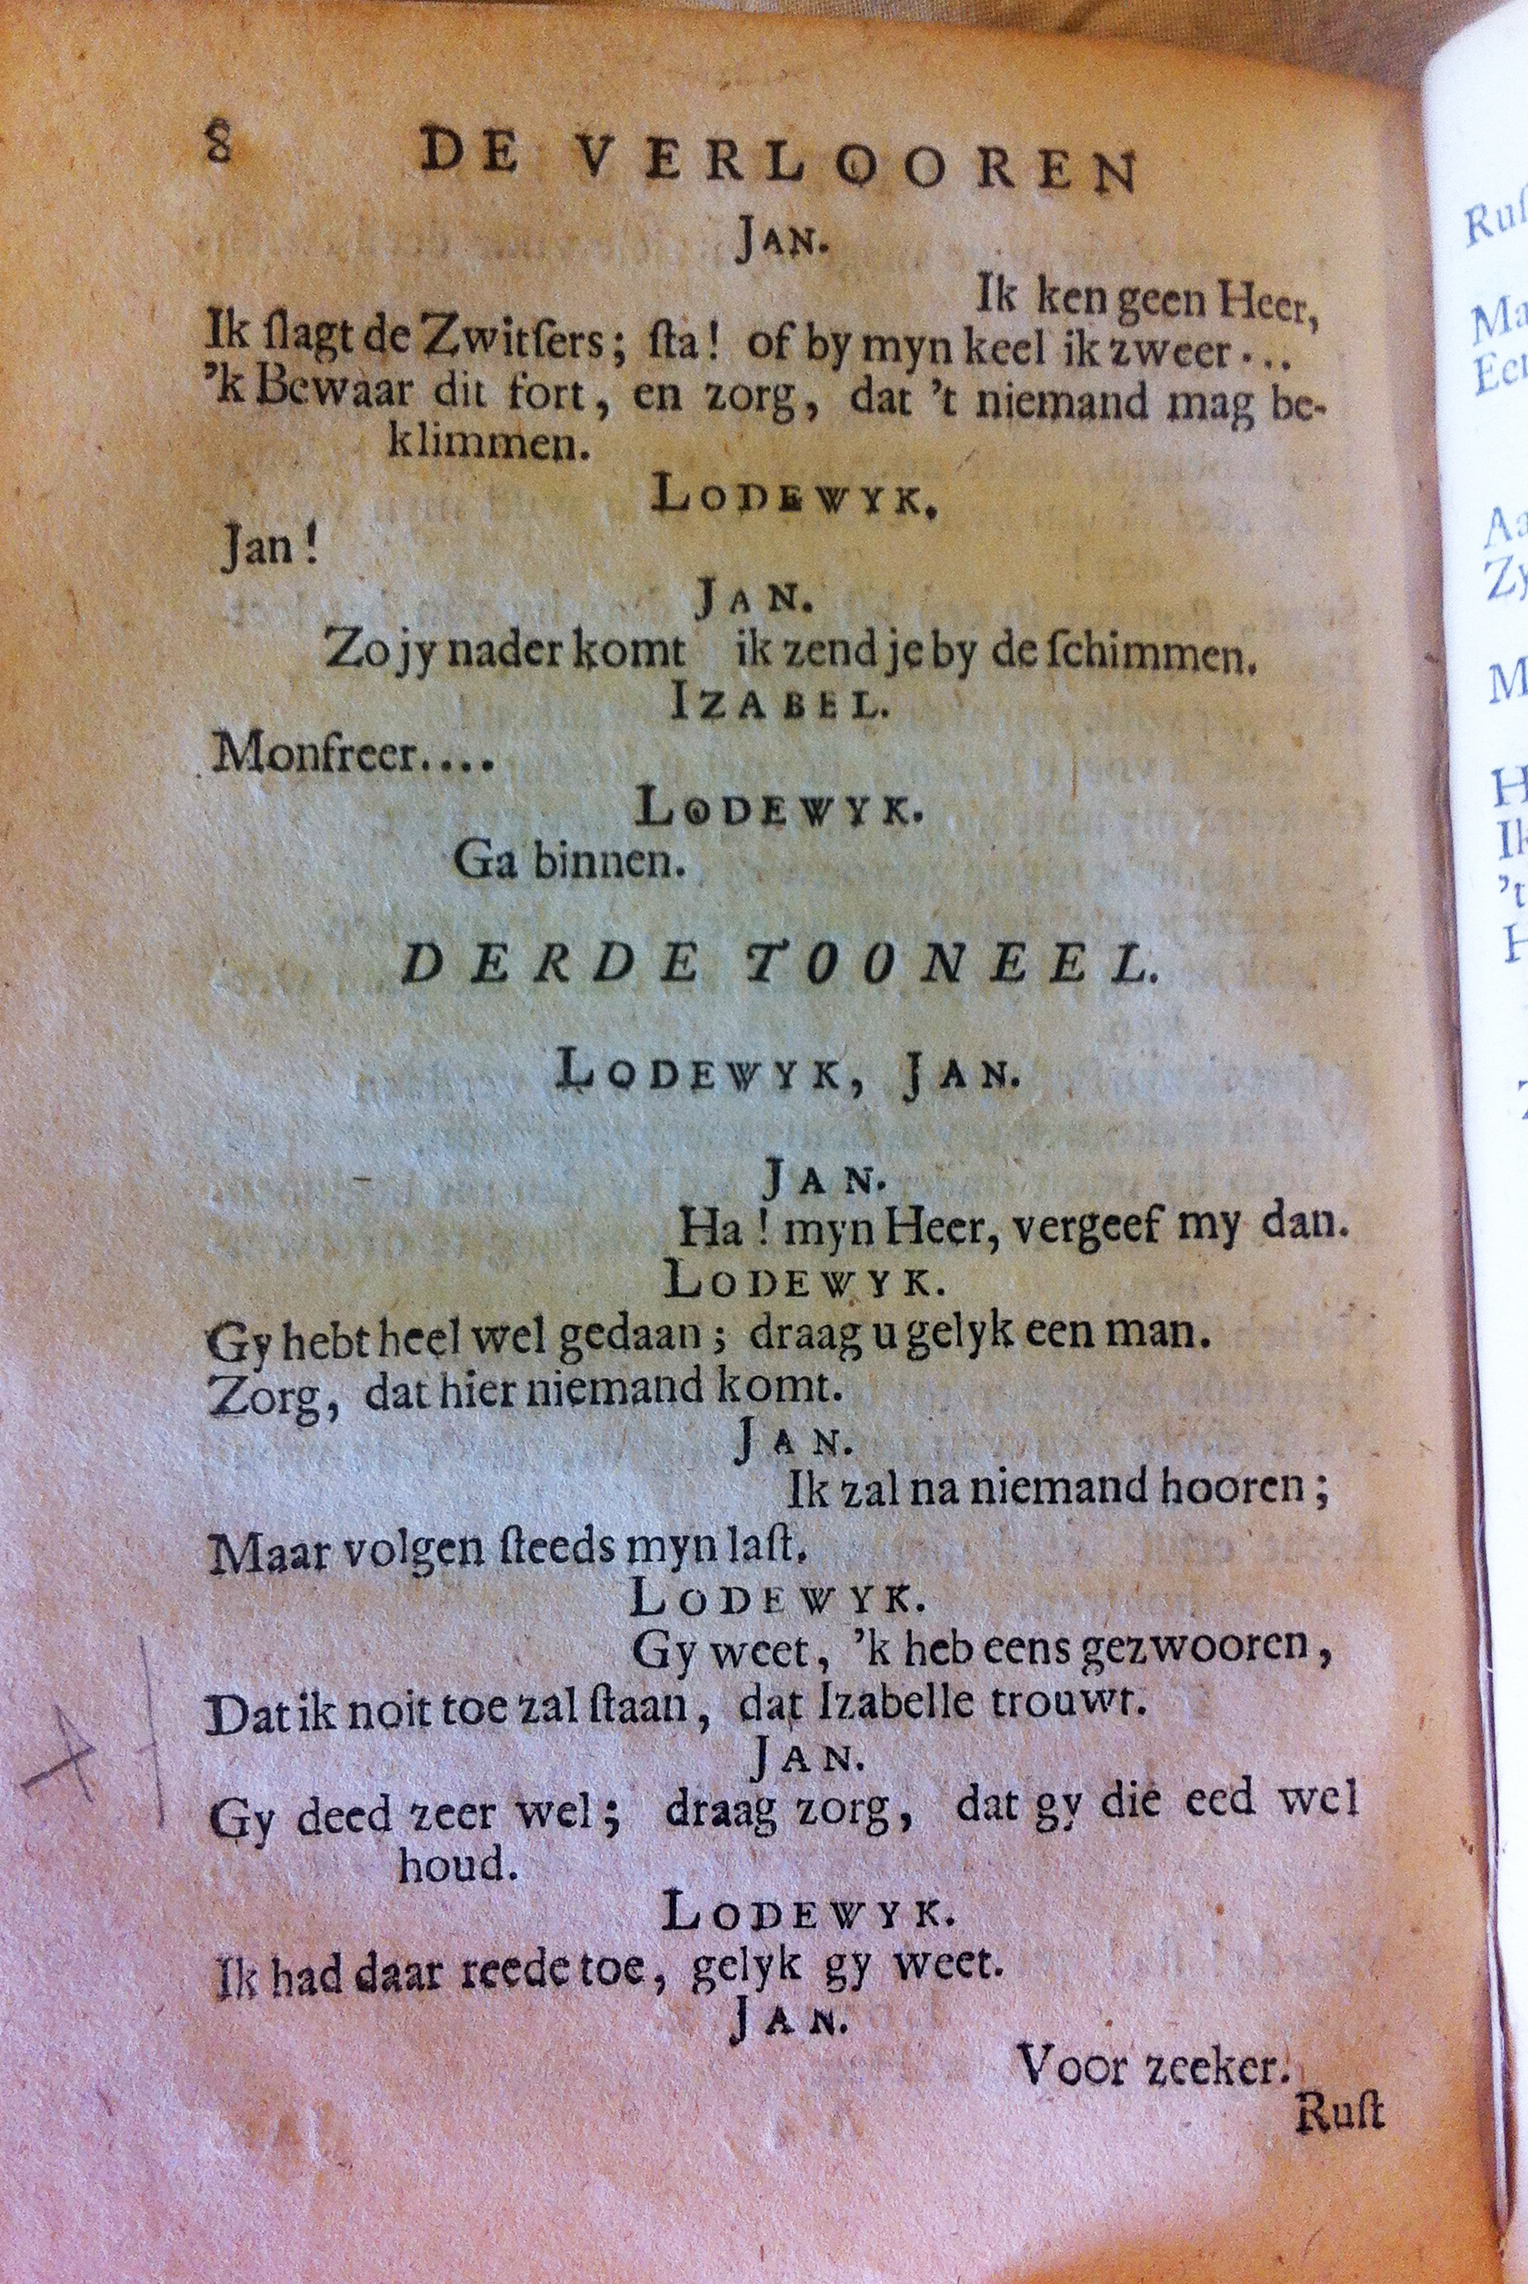 8 DE VERLOOREN
JAN.
Ik ken geen Heer,
Ik ſlagt de Zwitſers; ſta! of by myn keel ik zweer...
'k Bewaar dit fort, en zorg, dat 't niemand mag be-
klimmen.
LODEWYK.
Jan!
JAN.
Zo jy nader komt ik zend je by de ſchimmen.
IZABEL.
Monfreer....
LODEWYK.
Ga binnen.
DERDE TOONEEL.
LODEWYK, JAN.
JAN.
Ha! myn Heer, vergeef my dan.
LODEWYK.
Gy hebt heel wel gedaan; draag u gelyk een man.
Zorg, dat hier niemand komt.
JAN.
Ik zal na niemand hooren;
Maar volgen ſteeds myn laſt.
LODEWYK.
Gy weet, 'k heb eens gezwooren,
Dat ik noit toe zal ſtaan, dat Izabelle trouwt.
JAN.
Gy deed zeer wel; draag zorg, dat gy die eed wel
houd.
LODEWYK.
Ik had daar reede toe, gelyk gy weet.
JAN.
Voor zeeker.
Ruſt